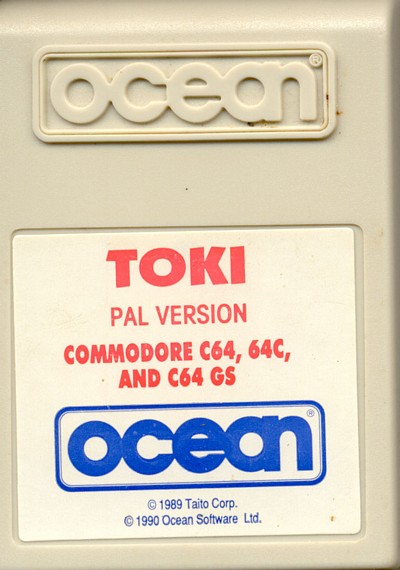 ocean®
TOKI
PAL VERSION
COMMODORE C64, 64C,
AND C64 GS
ocean®
© 1989 Taito Corp.
© 1990 Ocean Software Ltd.